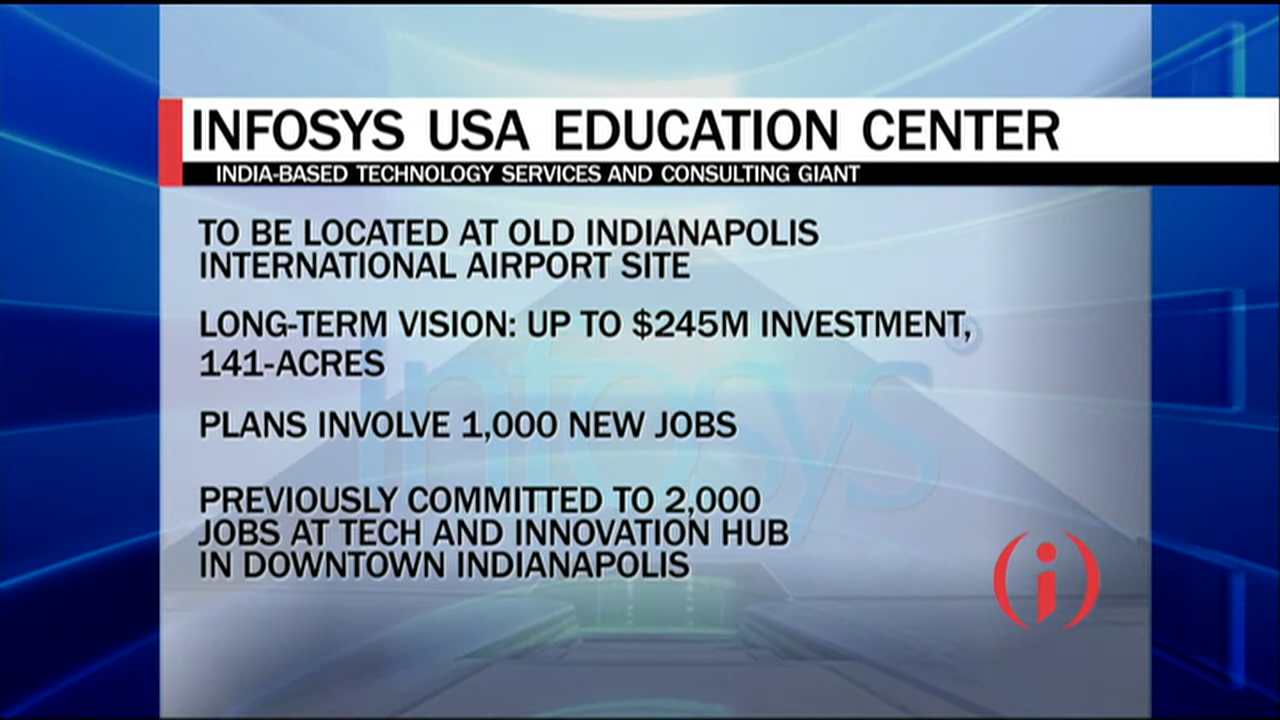 INFOSYS USA EDUCATION CENTER
INDIA-BASED TECHNOLOGY SERVICES AND CONSULTING GIANT
TO BE LOCATED AT OLD INDIANAPOLIS
INTERNATIONAL AIRPORT SITE
LONG-TERM VISION: UP TO $245M INVESTMENT,
141-ACRES
Infosys®
PLANS INVOLVE 1,000 NEW JOBS
PREVIOUSLY COMMITTED TO 2,000
JOBS AT TECH AND INNOVATION HUB
IN DOWNTOWN INDIANAPOLIS
(i)